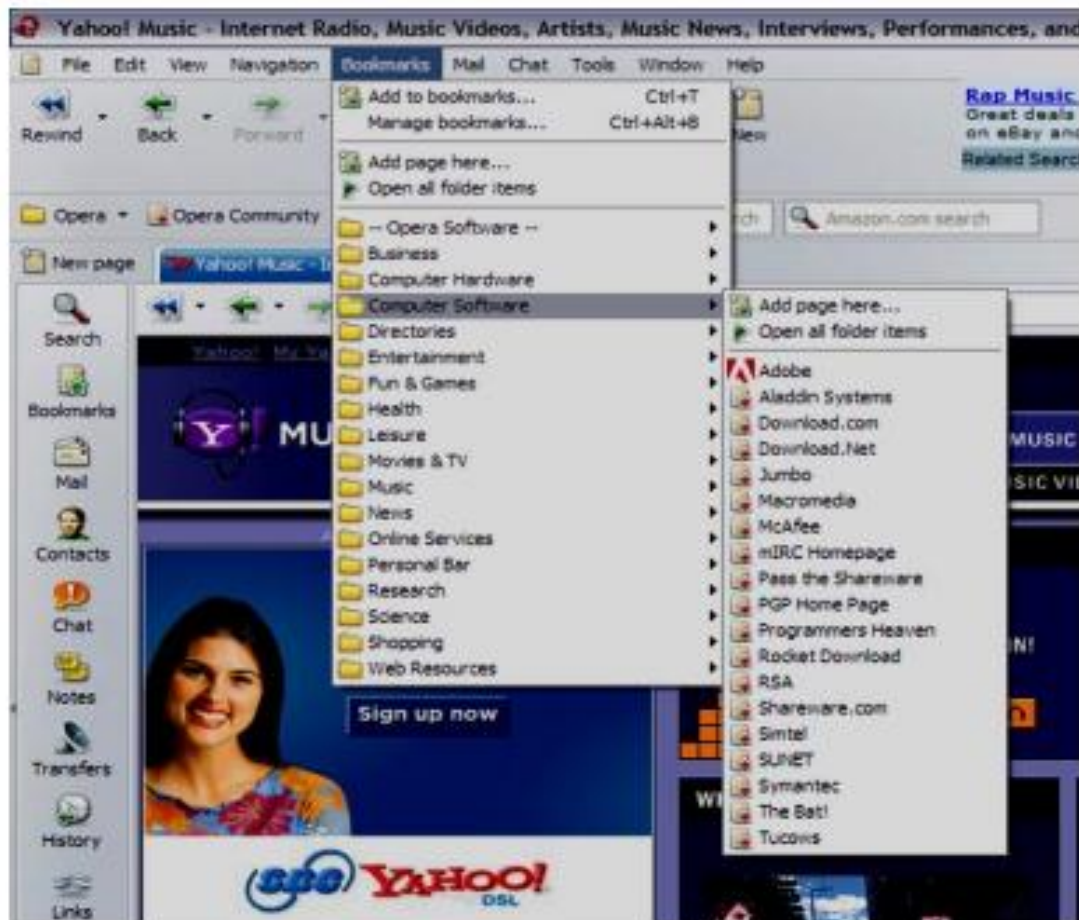 Yahoo! Music - Internet Radio, Music Videos, Artists, Music News, Interviews, Performances, and
File Edit View Navigation Bookmarks Mail Chat Tools Window Help
Rewind Back Forward New
Rap Music
Great deals
on eBay and
Related Searc
Opera Opera Community
rch Amazon.com search
New page Yahoo! Music - In
Add to bookmarks... Ctrl+T
Manage bookmarks... Ctrl+Alt+B
Add page here...
Open all folder items
-- Opera Software --
Business
Computer Hardware
Computer Software
Directories
Entertainment
Fun & Games
Health
Leisure
Movies & TV
Music
News
Online Services
Personal Bar
Research
Science
Shopping
Web Resources
Add page here...
Open all folder items
Adobe
Aladdin Systems
Download.com
Download.Net
Jumbo
Macromedia
McAfee
mIRC Homepage
Pass the Shareware
PGP Home Page
Programmers Heaven
Rocket Download
RSA
Shareware.com
Simtel
SUNET
Symantec
The Bat!
Tucows
Search
Bookmarks
Mail
Contacts
Chat
Notes
Transfers
History
Links
Yahoo! My Ya
Y! MU
MUSIC
SIC VI
N!
Sign up now
W
SBC YAHOO!
DSL